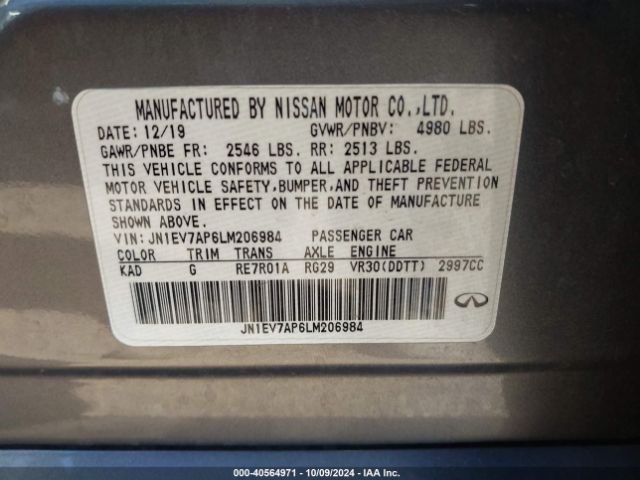 MANUFACTURED BY NISSAN MOTOR CO.,LTD.
DATE: 12/19 GVWR/PNBV: 4980 LBS.
GAWR/PNBE FR: 2546 LBS. RR: 2513 LBS.
THIS VEHICLE CONFORMS TO ALL APPLICABLE FEDERAL
MOTOR VEHICLE SAFETY,BUMPER,AND THEFT PREVENTION
STANDARDS IN EFFECT ON THE DATE OF MANUFACTURE
SHOWN ABOVE.
VIN: JN1EV7AP6LM206984 PASSENGER CAR
COLOR TRIM TRANS AXLE ENGINE
KAD G RE7R01A RG29 VR30(DDTT) 2997CC
JN1EV7AP6LM206984
000-40564971 - 10/09/2024 - IAA Inc.